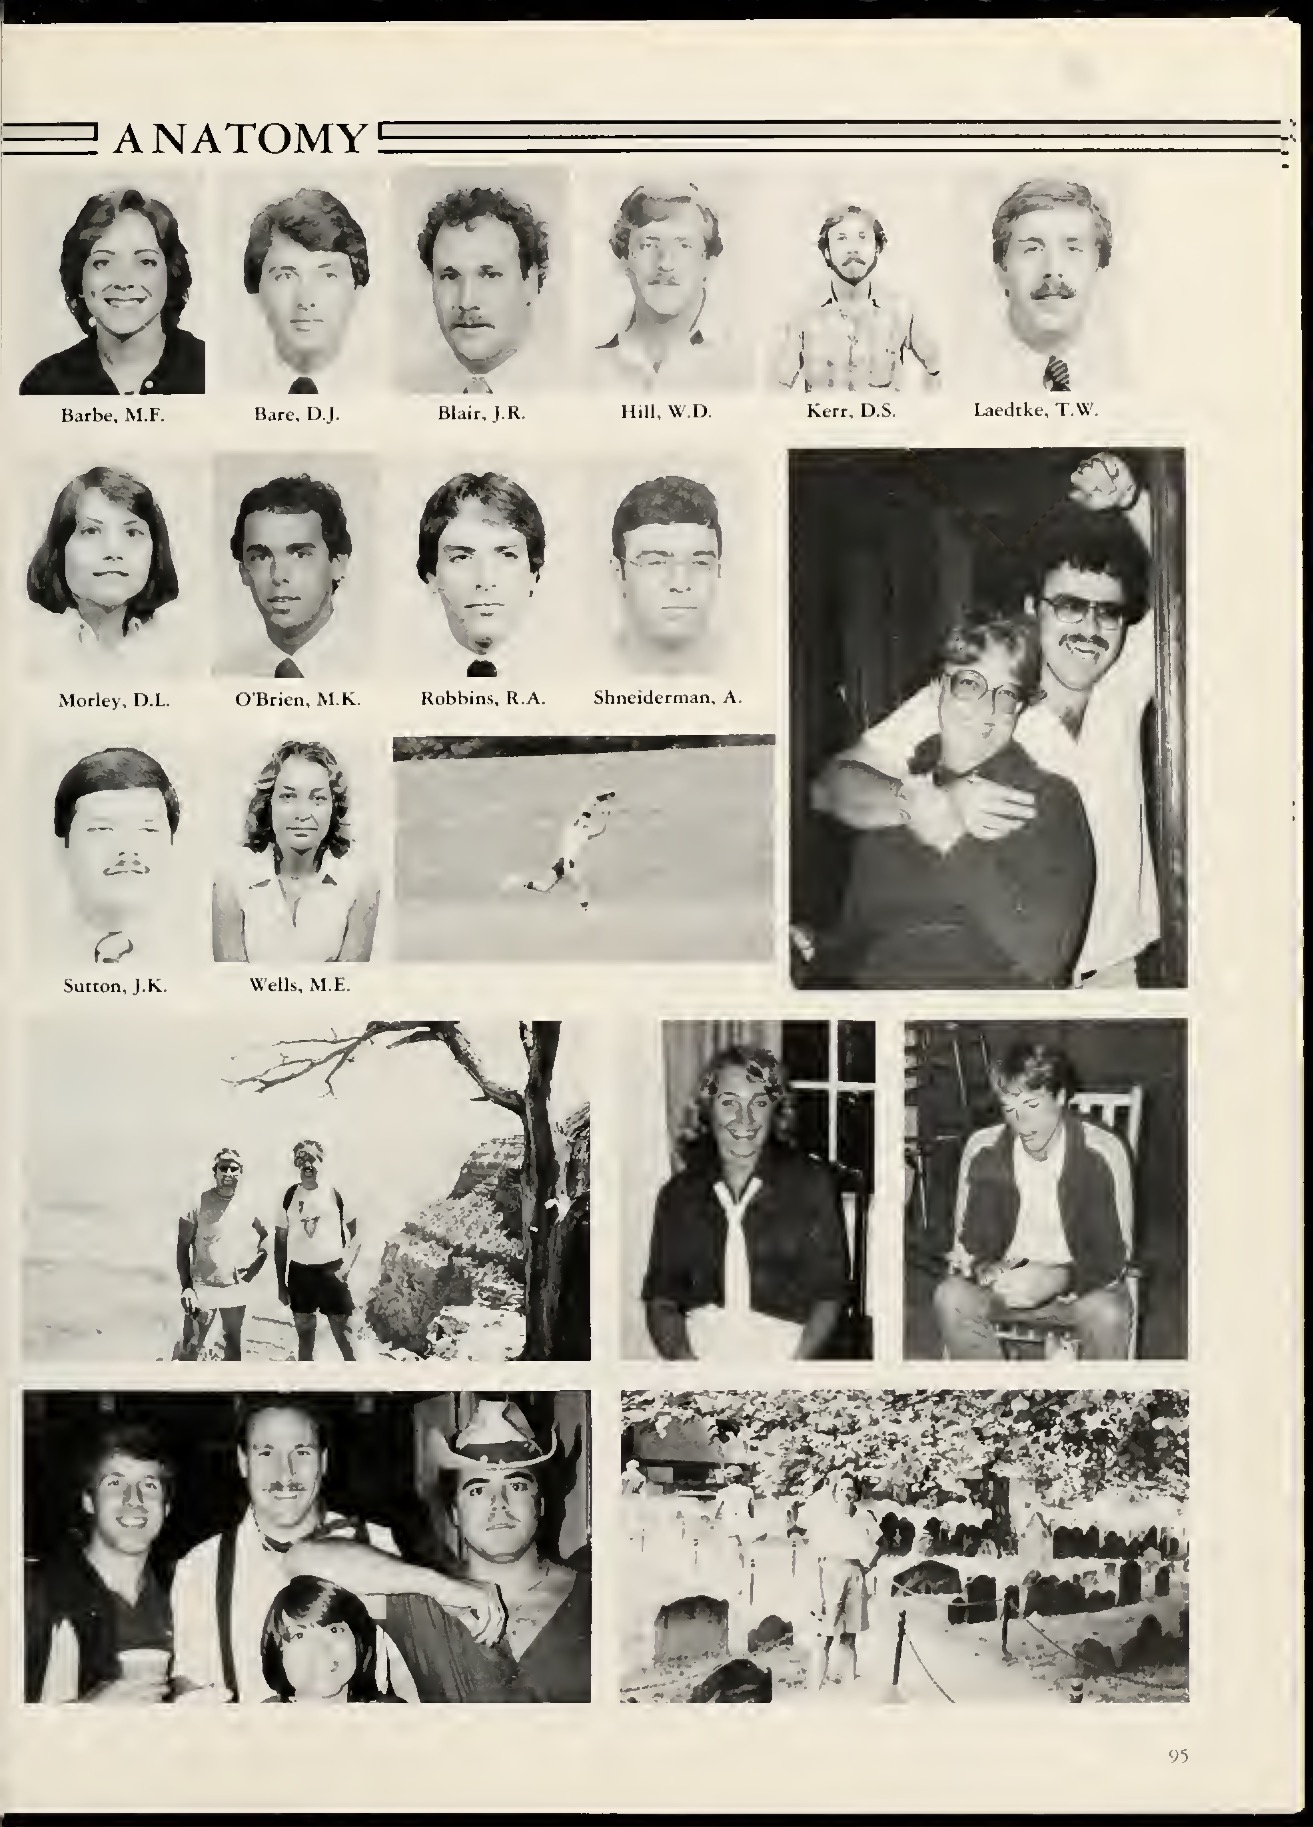 ANATOMY
Barbe, M.F.
Bare, D.J.
Blair, J.R.
Hill, W.D.
Kerr, D.S.
Laedtke, T.W.
Morley, D.L.
O'Brien, M.K.
Robbins, R.A.
Shneiderman, A.
Sutton, J.K.
Wells, M.E.
95